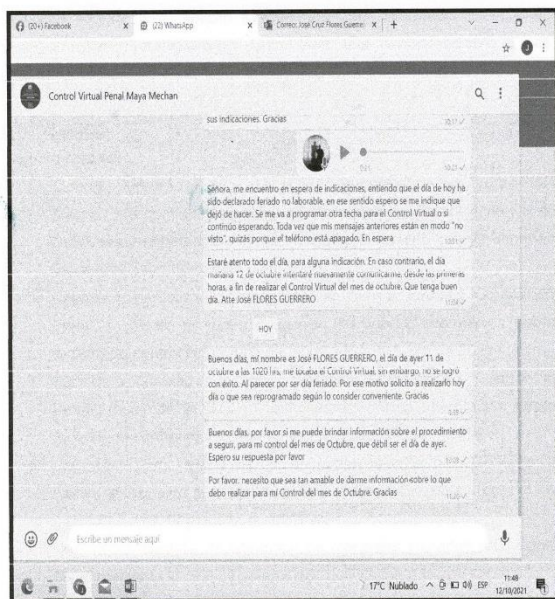 (20+) Facebook
(22) WhatsApp
Correo: Jose Cruz Flores Guerre
Control Virtual Penal Maya Mechan
sus indicaciones. Gracias
10:17
10:21
Señora, me encuentro en espera de indicaciones, entiendo que el día de hoy ha
sido declarado feriado no laborable, en ese sentido espero se me indique que
dejó de hacer. Se me va a programar otra fecha para el Control Virtual o si
continúo esperando. Toda vez que mis mensajes anteriores están en modo "no
visto", quizás porque el teléfono está apagado. En espera
Estaré atento todo el día, para alguna indicación. En caso contrario, el día
mañana 12 de octubre intentaré nuevamente comunicarme, desde las primeras
horas, a fin de realizar el Control Virtual del mes de octubre. Que tenga buen
día. Atte José FLORES GUERRERO
HOY
Buenos días, mi nombre es José FLORES GUERRERO, el día de ayer 11 de
octubre a las 1020 hrs, me tocaba el Control Virtual, sin embargo, no se logró
con éxito. Al parecer por ser día feriado. Por ese motivo solicito a realizarlo hoy
día o que sea reprogramado según lo consider conveniente. Gracias
Buenos días, por favor si me puede brindar información sobre el procedimiento
a seguir, para mi control del mes de Octubre, que débil ser el día de ayer.
Espero su respuesta por favor
Por favor, necesito que sea tan amable de darme información sobre lo que
debo realizar para mi Control del mes de Octubre. Gracias
Escribe un mensaje aquí
17°C Nublado
ESP
11:48
12/10/2021